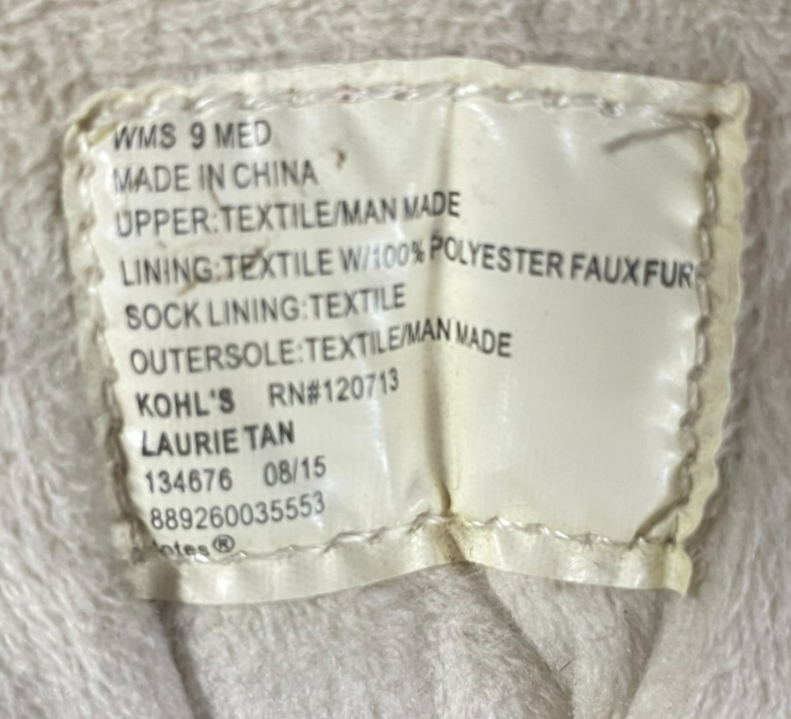 WMS 9 MED
MADE IN CHINA
UPPER:TEXTILE/MAN MADE
LINING:TEXTILE W/100% POLYESTER FAUX FUR
SOCK LINING:TEXTILE
OUTERSOLE:TEXTILE/MAN MADE
KOHL'S RN#120713
LAURIE TAN
134676 08/15
889260035553